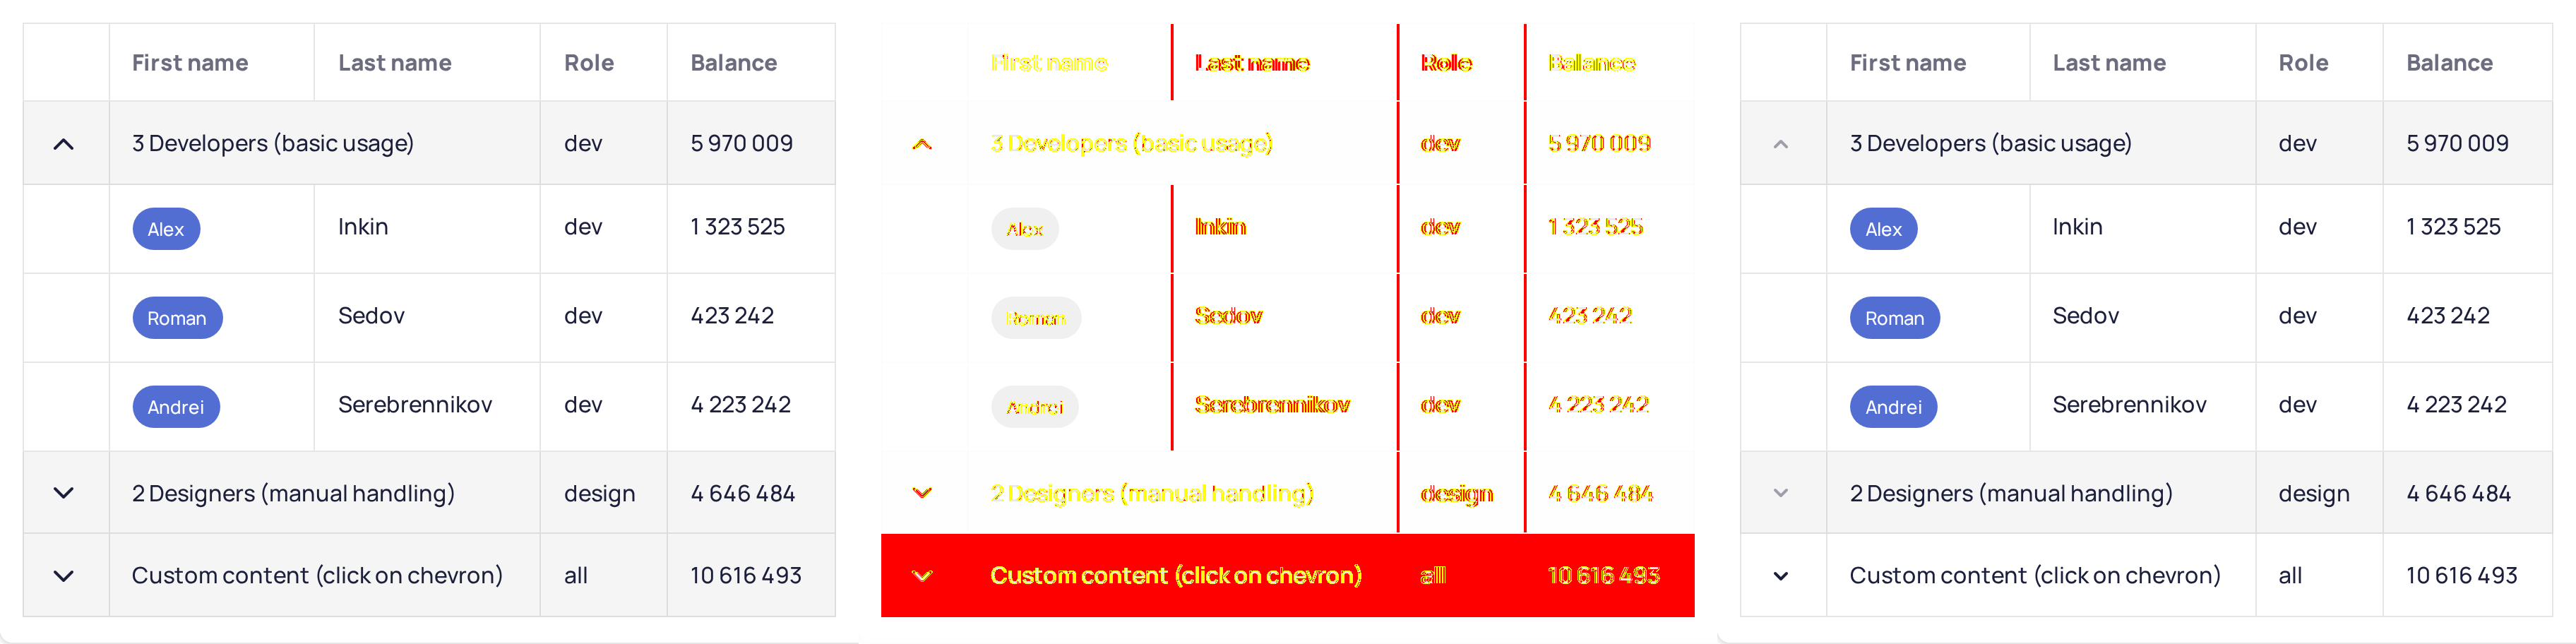 First name Last name Role Balance
3 Developers (basic usage) dev 5 970 009
Alex Inkin dev 1 323 525
Roman Sedov dev 423 242
Andrei Serebrennikov dev 4 223 242
2 Designers (manual handling) design 4 646 484
Custom content (click on chevron) all 10 616 493
First name Last name Role Balance
3 Developers (basic usage) dev 5 970 009
Alex Inkin dev 1 323 525
Roman Sedov dev 423 242
Andrei Serebrennikov dev 4 223 242
2 Designers (manual handling) design 4 646 484
Custom content (click on chevron) all 10 616 493
First name Last name Role Balance
3 Developers (basic usage) dev 5 970 009
Alex Inkin dev 1 323 525
Roman Sedov dev 423 242
Andrei Serebrennikov dev 4 223 242
2 Designers (manual handling) design 4 646 484
Custom content (click on chevron) all 10 616 493